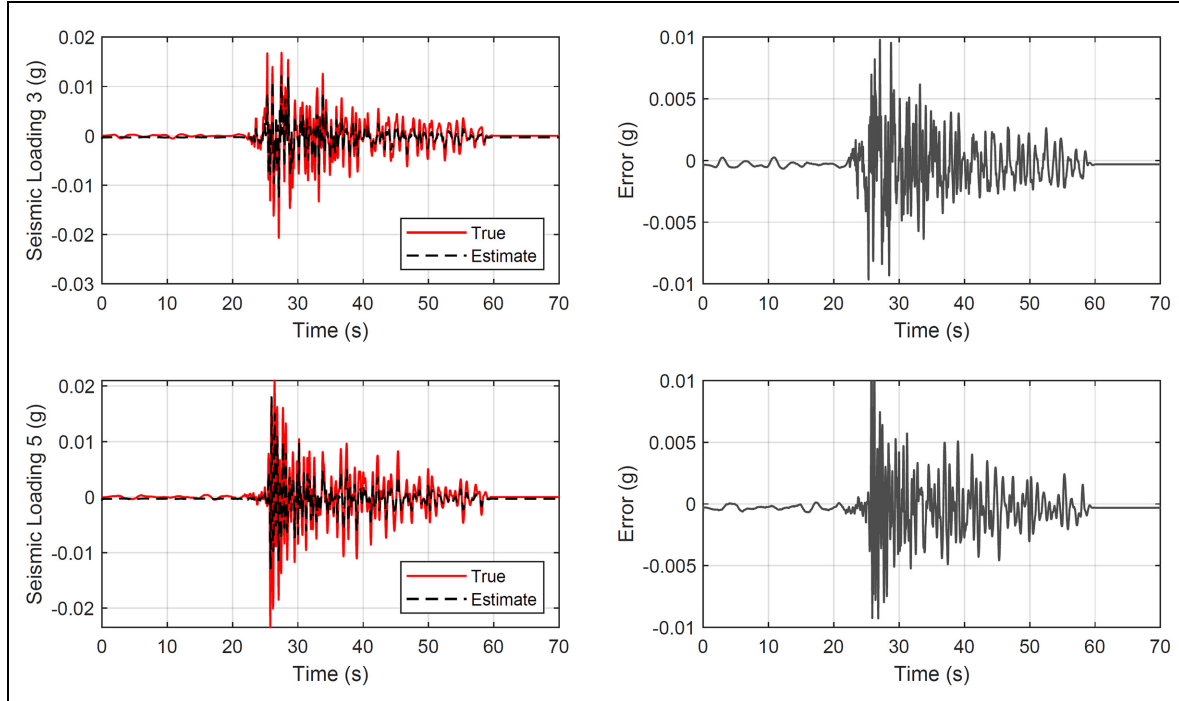 Seismic Loading 3 (g)
0.02
0.01
0
-0.01
-0.02
-0.03
True
Estimate
0 10 20 30 40 50 60 70
Time (s)
Error (g)
0.01
0.005
0
-0.005
-0.01
0 10 20 30 40 50 60 70
Time (s)
Seismic Loading 5 (g)
0.02
0.01
0
-0.01
-0.02
True
Estimate
0 10 20 30 40 50 60 70
Time (s)
Error (g)
0.01
0.005
0
-0.005
-0.01
0 10 20 30 40 50 60 70
Time (s)